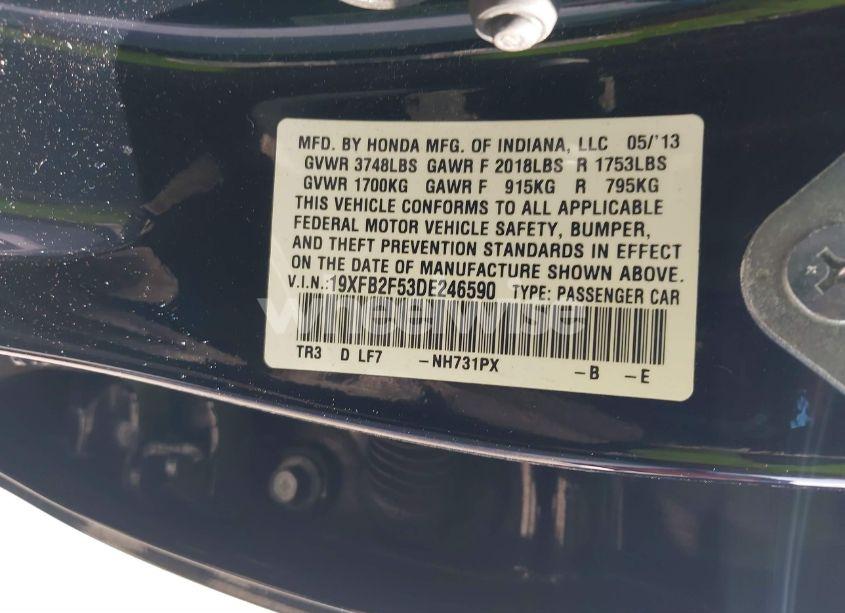 MFD. BY HONDA MFG. OF INDIANA, LLC 05/'13
GVWR 3748LBS GAWR F 2018LBS R 1753LBS
GVWR 1700KG GAWR F 915KG R 795KG
THIS VEHICLE CONFORMS TO ALL APPLICABLE
FEDERAL MOTOR VEHICLE SAFETY, BUMPER,
AND THEFT PREVENTION STANDARDS IN EFFECT
ON THE DATE OF MANUFACTURE SHOWN ABOVE.
V.I.N.:19XFB2F53DE246590 TYPE: PASSENGER CAR
wheelwise
TR3 D LF7 -NH731PX -B -E